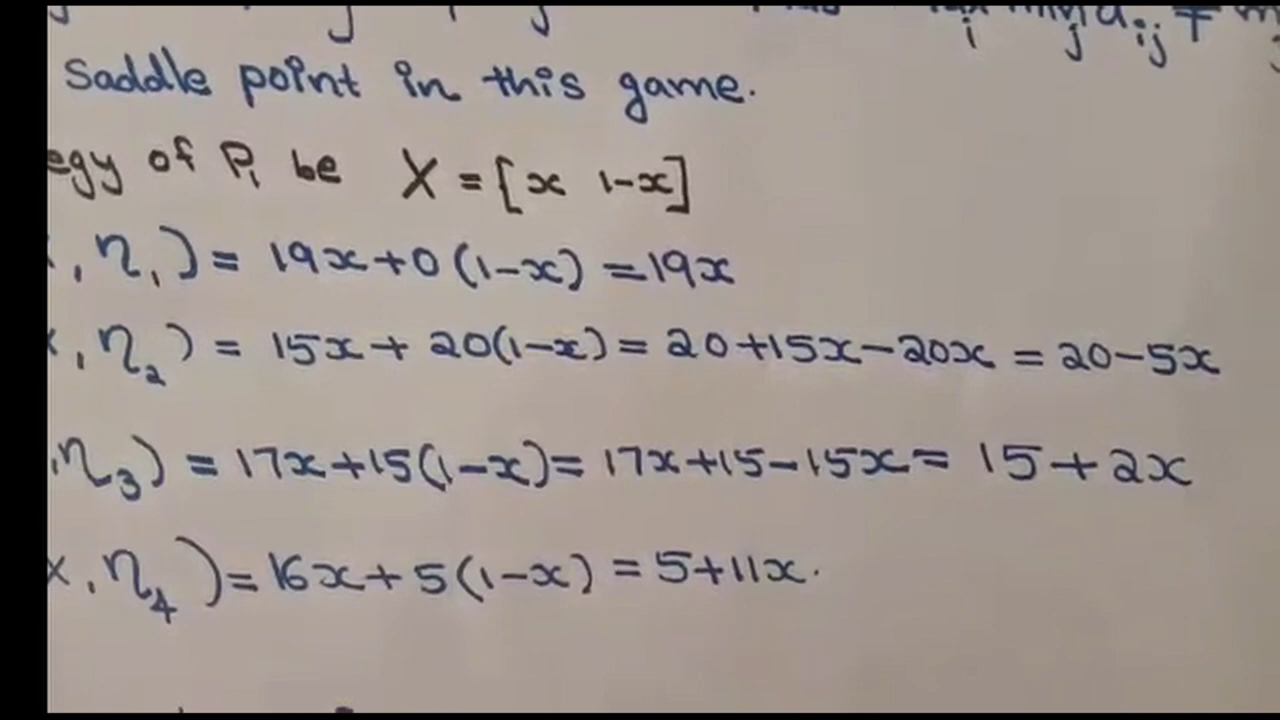 saddle point in this game.
egy of P₁ be X = [x 1-x]
, η₁) = 19x+0(1-x) = 19x
, η₂) = 15x + 20(1-x) = 20+15x-20x = 20-5x
, η₃) = 17x+15(1-x) = 17x+15-15x = 15+2x
x, η₄) = 16x+5(1-x) = 5+11x.